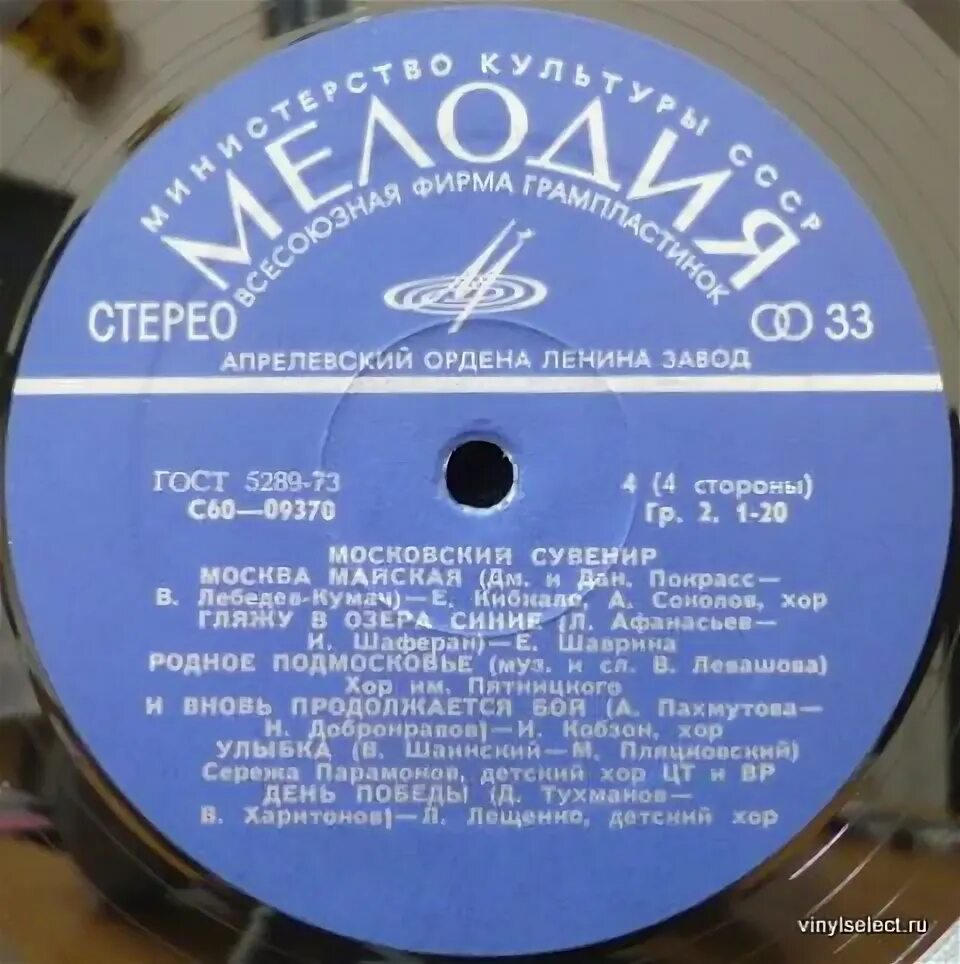 МИНИСТЕРСТВО КУЛЬТУРЫ СССР
МЕЛОДИЯ
ВСЕСОЮЗНАЯ ФИРМА ГРАМПЛАСТИНОК
СТЕРЕО
33
АПРЕЛЕВСКИЙ ОРДЕНА ЛЕНИНА ЗАВОД
ГОСТ 5289-73
4 (4 стороны)
С60—09370
Гр. 2. 1-20
МОСКОВСКИЙ СУВЕНИР
МОСКВА МАЙСКАЯ (Дм. и Дан. Покрасс—
В. Лебедев-Кумач)—Е. Кибкало, А. Соколов, хор
ГЛЯЖУ В ОЗЕРА СИНИЕ (Л. Афанасьев—
И. Шаферан)—Е. Шаврина
РОДНОЕ ПОДМОСКОВЬЕ (муз. и сл. В. Левашова)
Хор им. Пятницкого
И ВНОВЬ ПРОДОЛЖАЕТСЯ БОЙ (А. Пахмутова—
Н. Добронравов)—И. Кобзон, хор
УЛЫБКА (В. Шаинский—М. Пляцковский)
Сережа Парамонов, детский хор ЦТ и ВР
ДЕНЬ ПОБЕДЫ (Д. Тухманов—
В. Харитонов)—Л. Лещенко, детский хор
vinylselect.ru